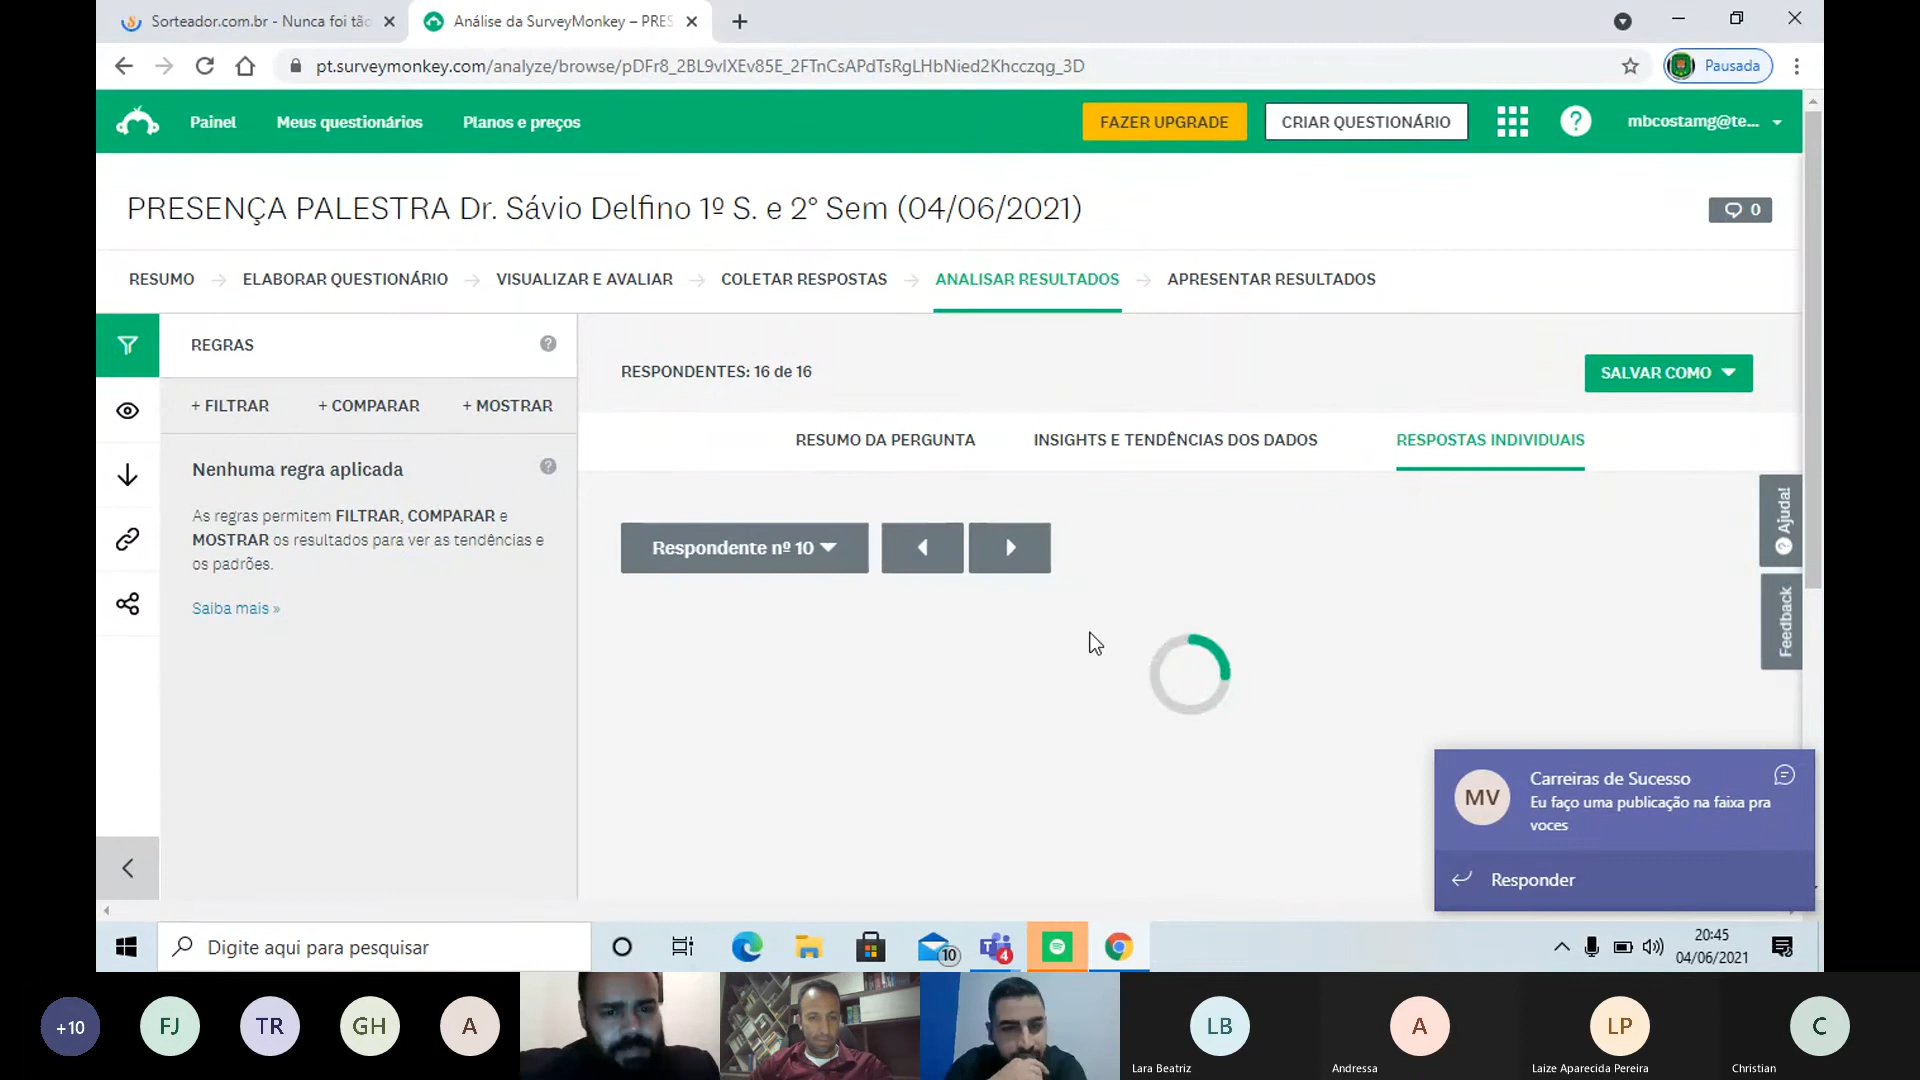 Sorteador.com.br - Nunca foi tão
Análise da SurveyMonkey – PRES
pt.surveymonkey.com/analyze/browse/pDFr8_2BL9vIXEv85E_2FTnCsAPdTsRgLHbNied2Khcczqg_3D
Pausada
Painel
Meus questionários
Planos e preços
FAZER UPGRADE
CRIAR QUESTIONÁRIO
?
mbcostamg@te...
PRESENÇA PALESTRA Dr. Sávio Delfino 1º S. e 2° Sem (04/06/2021)
0
RESUMO
ELABORAR QUESTIONÁRIO
VISUALIZAR E AVALIAR
COLETAR RESPOSTAS
ANALISAR RESULTADOS
APRESENTAR RESULTADOS
REGRAS
?
+ FILTRAR
+ COMPARAR
+ MOSTRAR
Nenhuma regra aplicada
?
As regras permitem FILTRAR, COMPARAR e
MOSTRAR os resultados para ver as tendências e
os padrões.
Saiba mais »
RESPONDENTES: 16 de 16
SALVAR COMO
RESUMO DA PERGUNTA
INSIGHTS E TENDÊNCIAS DOS DADOS
RESPOSTAS INDIVIDUAIS
Respondente nº 10
? Ajuda!
Feedback
MV
Carreiras de Sucesso
Eu faço uma publicação na faixa pra
voces
Responder
Digite aqui para pesquisar
10
4
20:45
04/06/2021
+10
FJ
TR
GH
A
LB
Lara Beatriz
A
Andressa
LP
Laize Aparecida Pereira
C
Christian